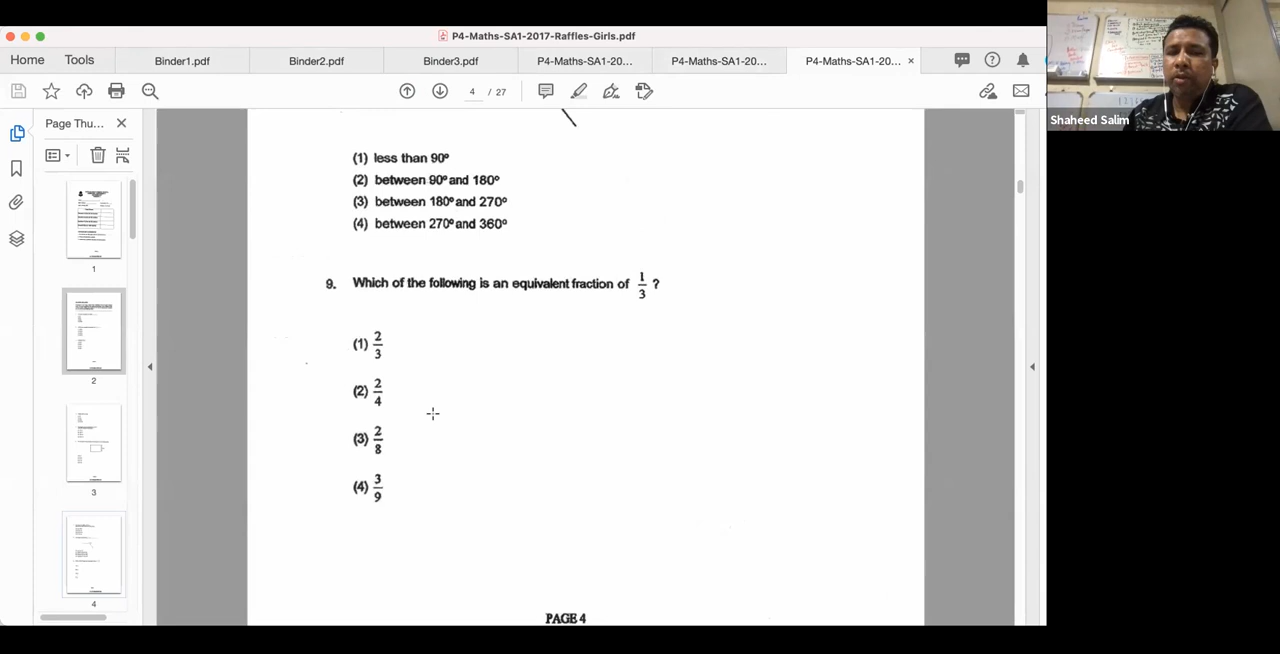 P4-Maths-SA1-2017-Raffles-Girls.pdf
Home Tools Binder1.pdf Binder2.pdf Binder3.pdf P4-Maths-SA1-20... P4-Maths-SA1-20... P4-Maths-SA1-20... ×
4 / 27
Page Thu...
1
2
3
4
(1) less than 90º
(2) between 90º and 180º
(3) between 180º and 270º
(4) between 270º and 360º
9. Which of the following is an equivalent fraction of 1/3 ?
(1) 2/3
(2) 2/4
(3) 2/8
(4) 3/9
PAGE 4
Shaheed Salim